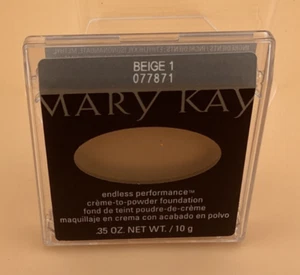 BEIGE 1
077871
MARY KAY
endless performance™
crème-to-powder foundation
fond de teint poudre-de-crème
maquillaje en crema con acabado en polvo
.35 OZ. NET WT. / 10 g